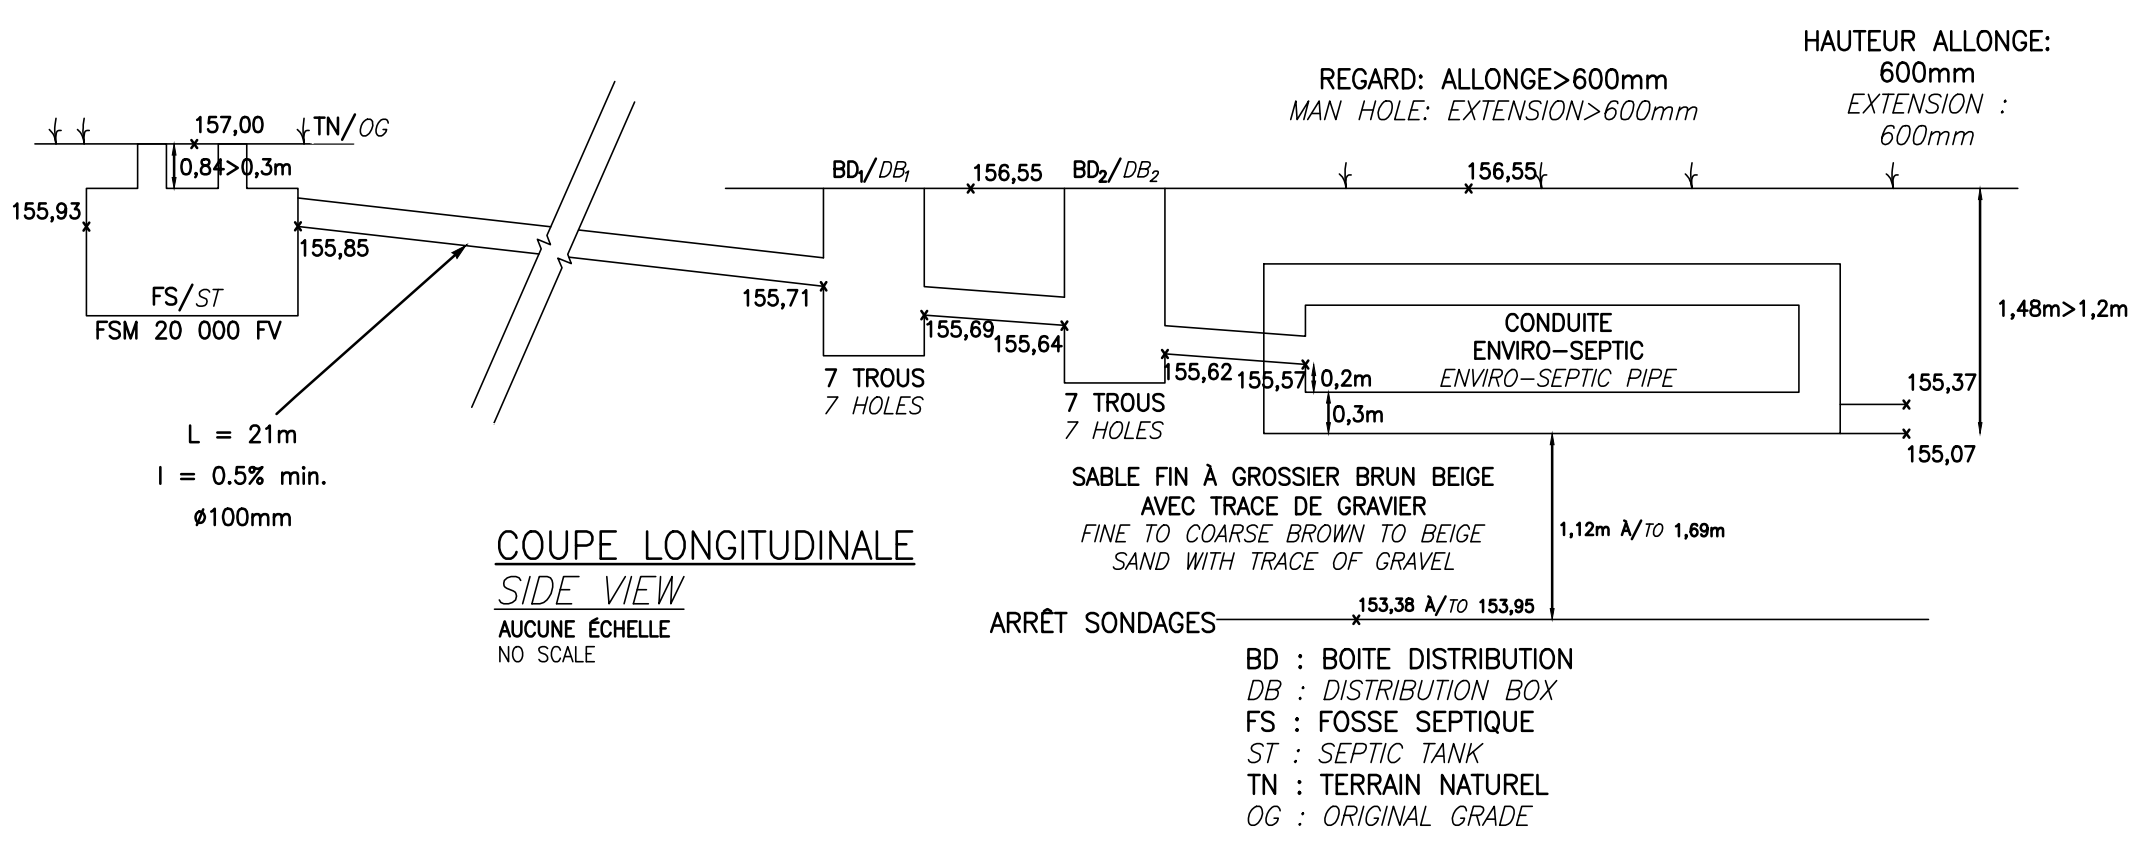 HAUTEUR ALLONGE:
600mm
EXTENSION :
600mm
REGARD: ALLONGE>600mm
MAN HOLE: EXTENSION>600mm
157,00
TN/OG
0,84>0,3m
155,93
155,85
FS/ST
FSM 20 000 FV
L = 21m
I = 0.5% min.
ø100mm
BD1/DB1
156,55
BD2/DB2
156,55
155,71
155,69
155,64
155,62
155,57
7 TROUS
7 HOLES
7 TROUS
7 HOLES
CONDUITE
ENVIRO-SEPTIC
ENVIRO-SEPTIC PIPE
0,2m
0,3m
1,48m>1,2m
155,37
155,07
SABLE FIN À GROSSIER BRUN BEIGE
AVEC TRACE DE GRAVIER
FINE TO COARSE BROWN TO BEIGE
SAND WITH TRACE OF GRAVEL
1,12m À/TO 1,69m
COUPE LONGITUDINALE
SIDE VIEW
AUCUNE ÉCHELLE
NO SCALE
ARRÊT SONDAGES
153,38 À/TO 153,95
BD : BOITE DISTRIBUTION
DB : DISTRIBUTION BOX
FS : FOSSE SEPTIQUE
ST : SEPTIC TANK
TN : TERRAIN NATUREL
OG : ORIGINAL GRADE